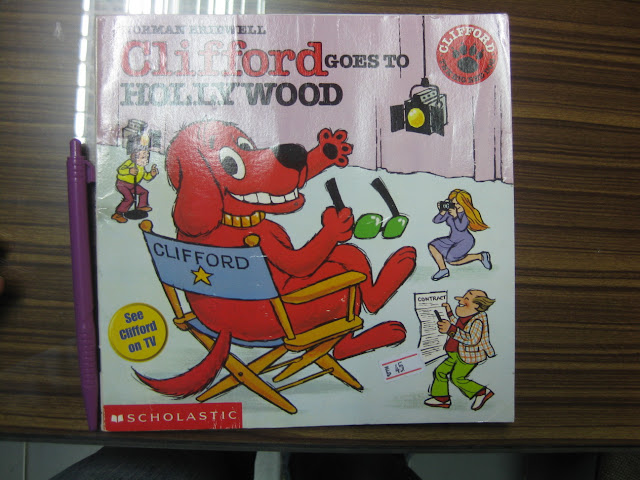 NORMAN BRIDWELL
Clifford GOES TO
HOLLYWOOD
CLIFFORD
CLIFFORD
CONTRACT
See
Clifford
on TV
45
SCHOLASTIC